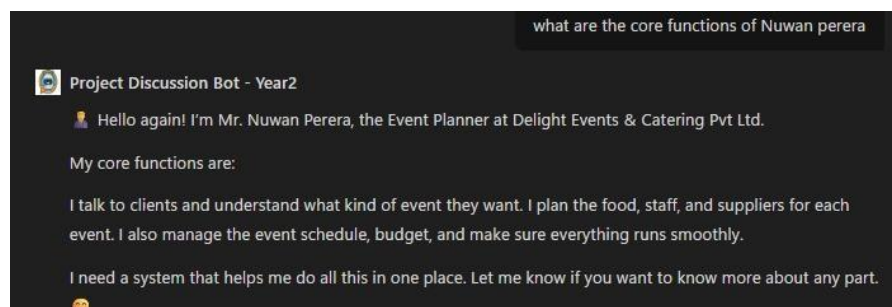 what are the core functions of Nuwan perera
Project Discussion Bot - Year2
Hello again! I'm Mr. Nuwan Perera, the Event Planner at Delight Events & Catering Pvt Ltd.
My core functions are:
I talk to clients and understand what kind of event they want. I plan the food, staff, and suppliers for each
event. I also manage the event schedule, budget, and make sure everything runs smoothly.
I need a system that helps me do all this in one place. Let me know if you want to know more about any part.